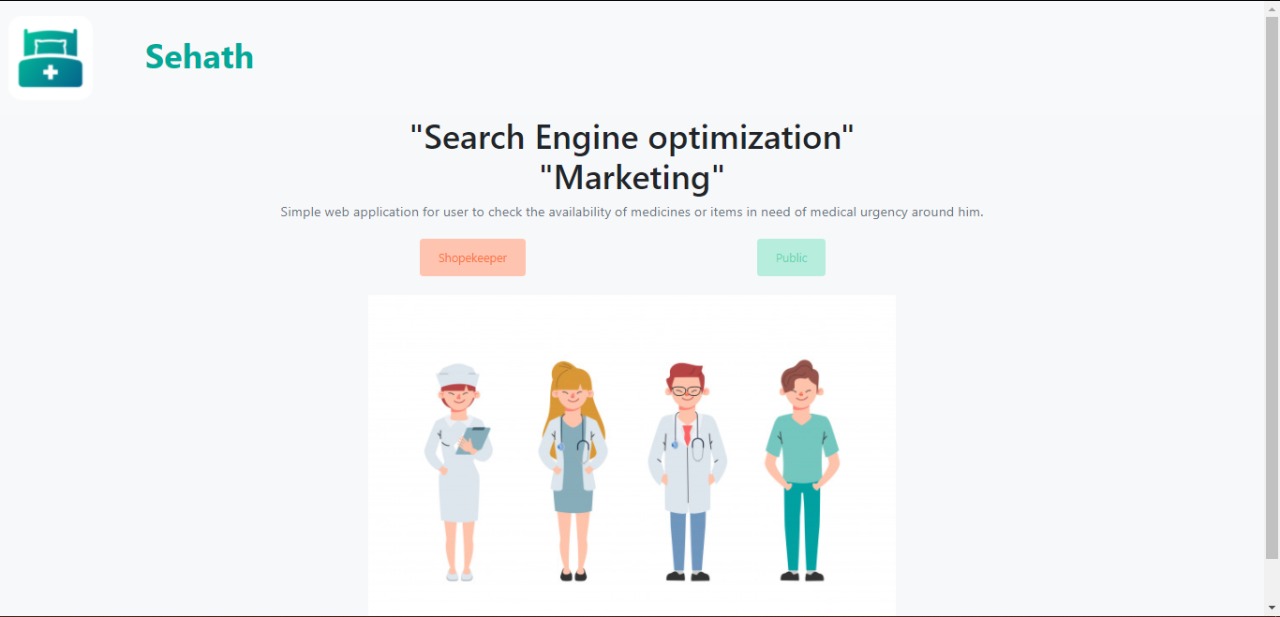 Sehath
"Search Engine optimization"
"Marketing"
Simple web application for user to check the availability of medicines or items in need of medical urgency around him.
Shopekeeper
Public